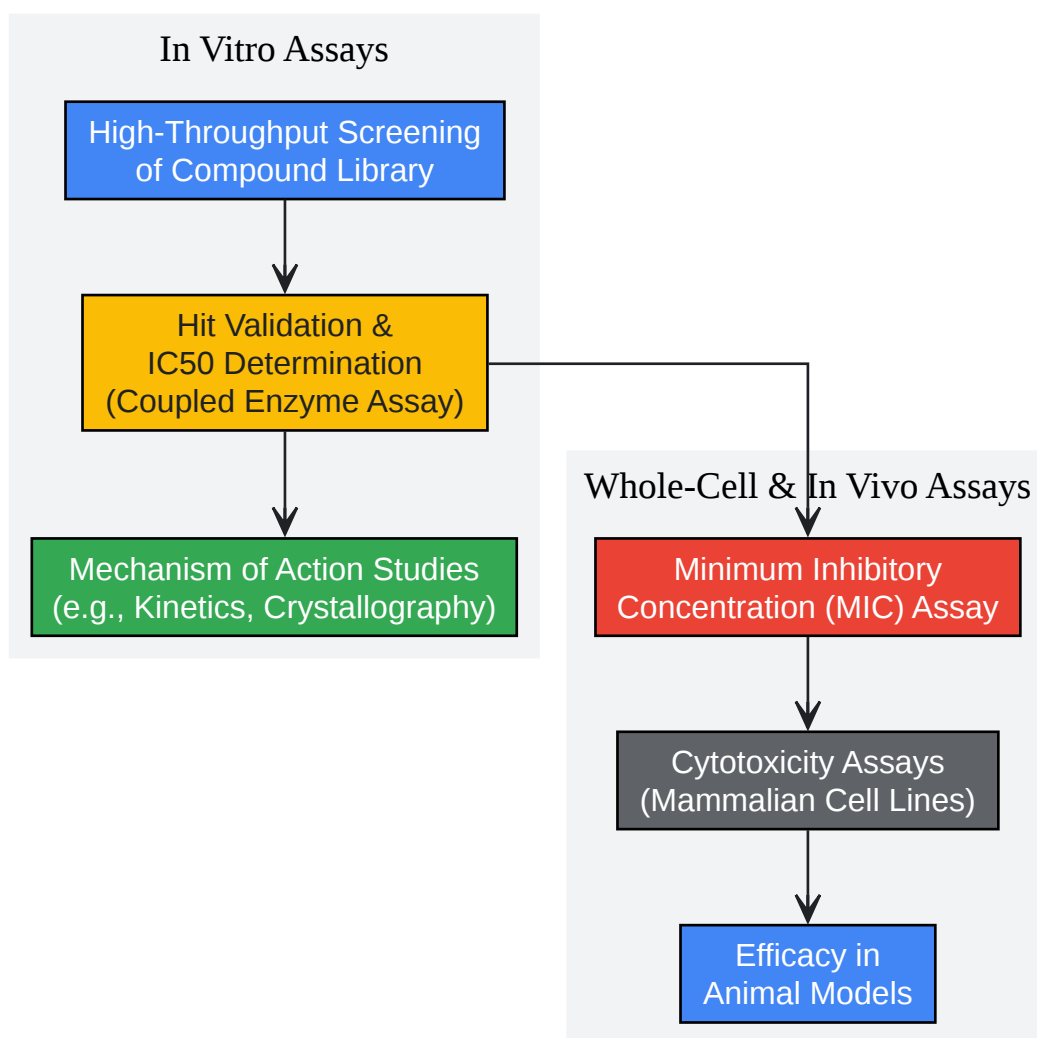 In Vitro Assays
High-Throughput Screening
of Compound Library
Hit Validation &
IC50 Determination
(Coupled Enzyme Assay)
Mechanism of Action Studies
(e.g., Kinetics, Crystallography)
Whole-Cell & In Vivo Assays
Minimum Inhibitory
Concentration (MIC) Assay
Cytotoxicity Assays
(Mammalian Cell Lines)
Efficacy in
Animal Models